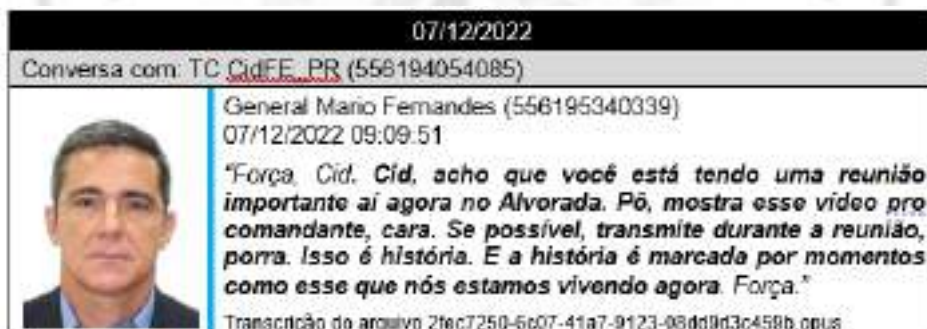 07/12/2022
Conversa com: TC CidFE_PR (556194054085)
General Mario Fernandes (556195340339)
07/12/2022 09:09:51
"Força, Cid. Cid, acho que você está tendo uma reunião
importante aí agora no Alvorada. Pô, mostra esse vídeo pro
comandante, cara. Se possível, transmite durante a reunião,
porra. Isso é história. E a história é marcada por momentos
como esse que nós estamos vivendo agora. Força."
Transcrição do arquivo 2fec7250-6c07-41a7-9123-98dd9d3c459b.opus